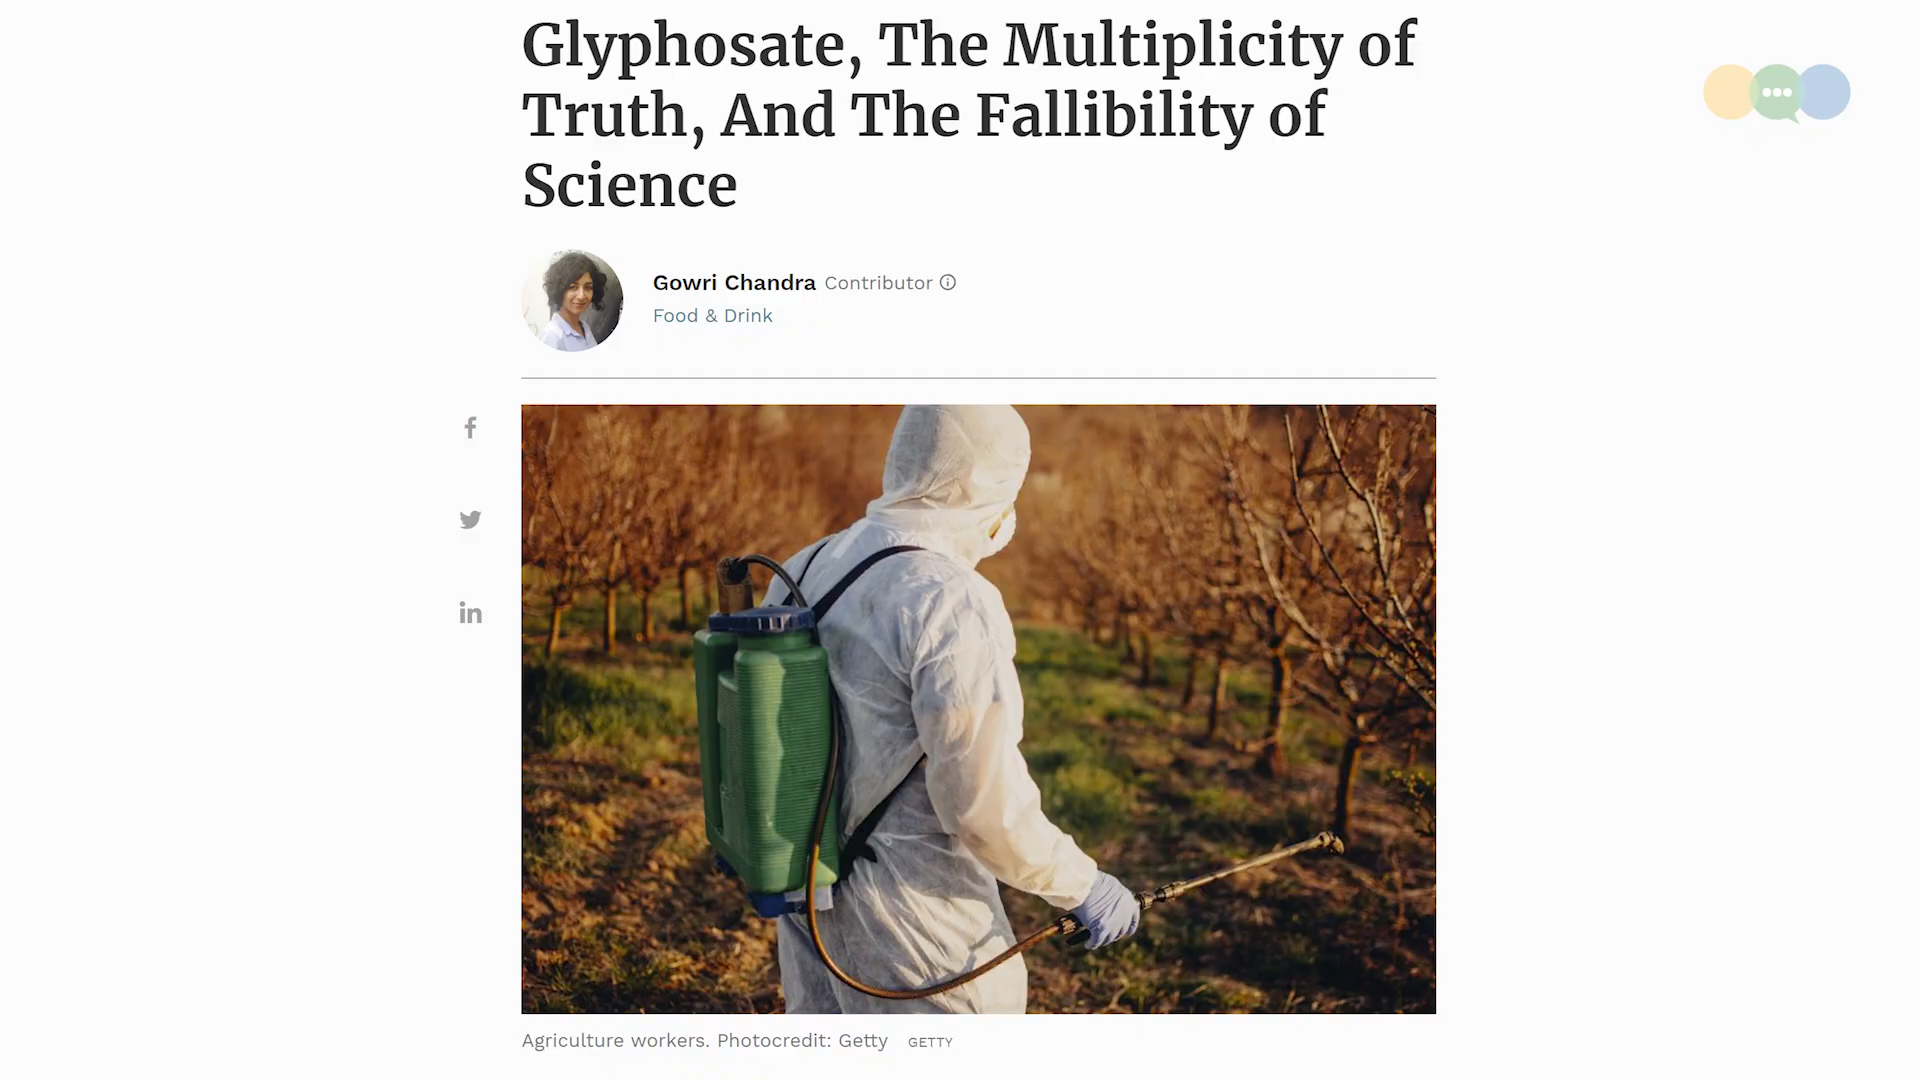 Glyphosate, The Multiplicity of
Truth, And The Fallibility of
Science
Gowri Chandra Contributor
Food & Drink
Agriculture workers. Photocredit: Getty GETTY